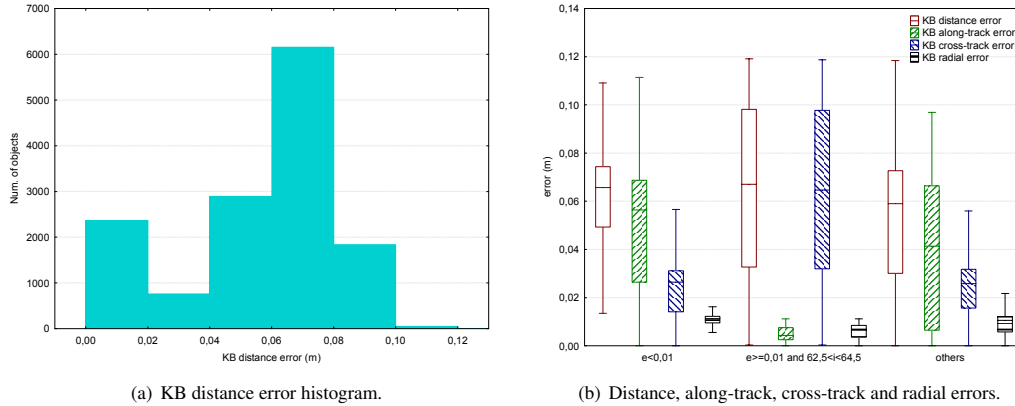 7000
6000
5000
4000
3000
2000
1000
0
Num. of objects
0,00 0,02 0,04 0,06 0,08 0,10 0,12
KB distance error (m)
(a) KB distance error histogram.
0,14
0,12
0,10
0,08
0,06
0,04
0,02
0,00
error (m)
KB distance error
KB along-track error
KB cross-track error
KB radial error
e<0,01 e>=0,01 and 62,5<i<64,5 others
(b) Distance, along-track, cross-track and radial errors.